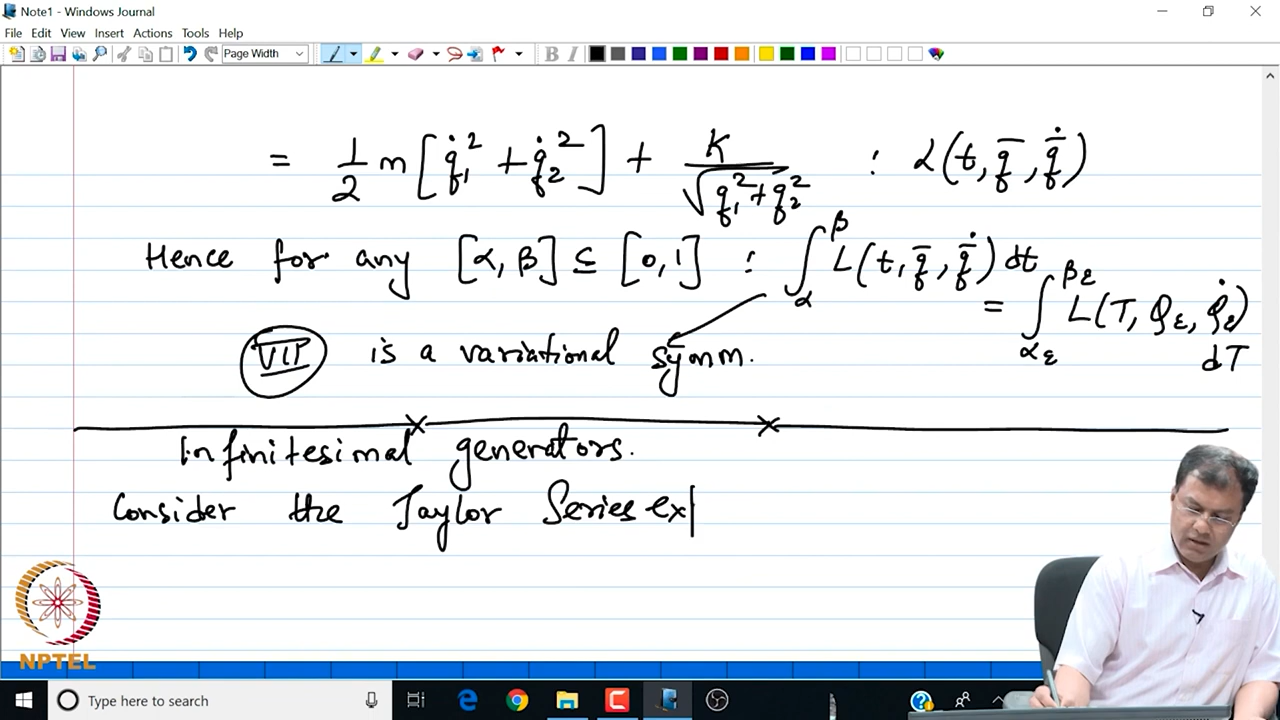 Note1 - Windows Journal
File Edit View Insert Actions Tools Help
Page Width
B I
= 1/2 m [q̇₁² + q̇₂²] + K/√(q₁² + q₂²) : L(t, q̄, q̄̇)
Hence for any [α, β] ⊆ [0, 1] : ∫_α^β L(t, q̄, q̄̇) dt
= ∫_{α_ε}^{β_ε} L(T, Q_ε, Q̇_ε) dT
VII is a variational symm.
Infinitesimal generators.
Consider the Taylor Series ex
NPTEL
Type here to search